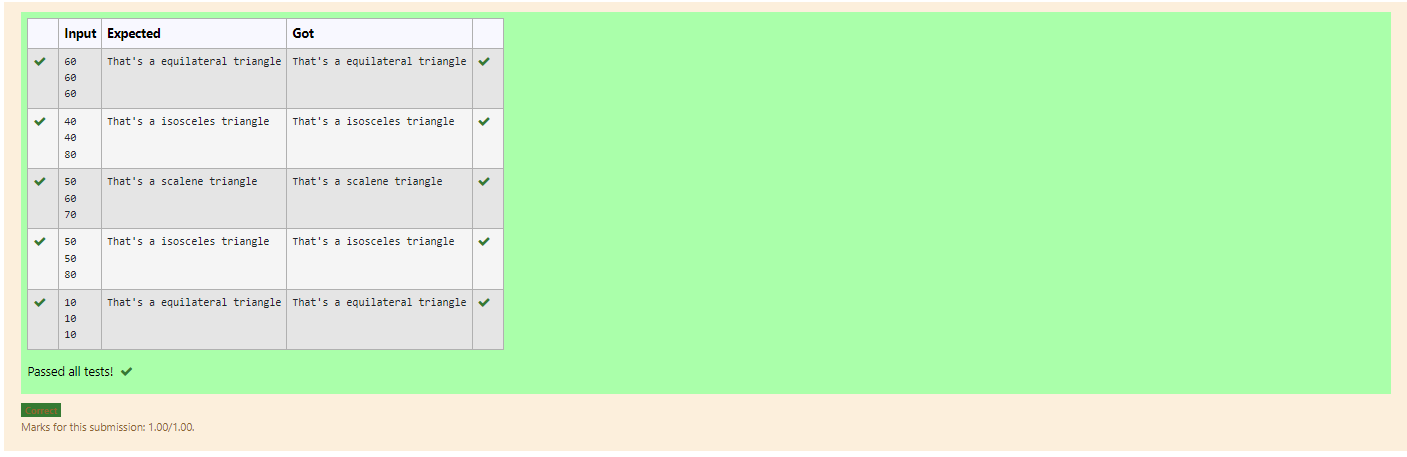 Input Expected Got
60 That's a equilateral triangle That's a equilateral triangle
60
60
40 That's a isosceles triangle That's a isosceles triangle
40
80
50 That's a scalene triangle That's a scalene triangle
60
70
50 That's a isosceles triangle That's a isosceles triangle
50
80
10 That's a equilateral triangle That's a equilateral triangle
10
10
Passed all tests!
Correct
Marks for this submission: 1.00/1.00.